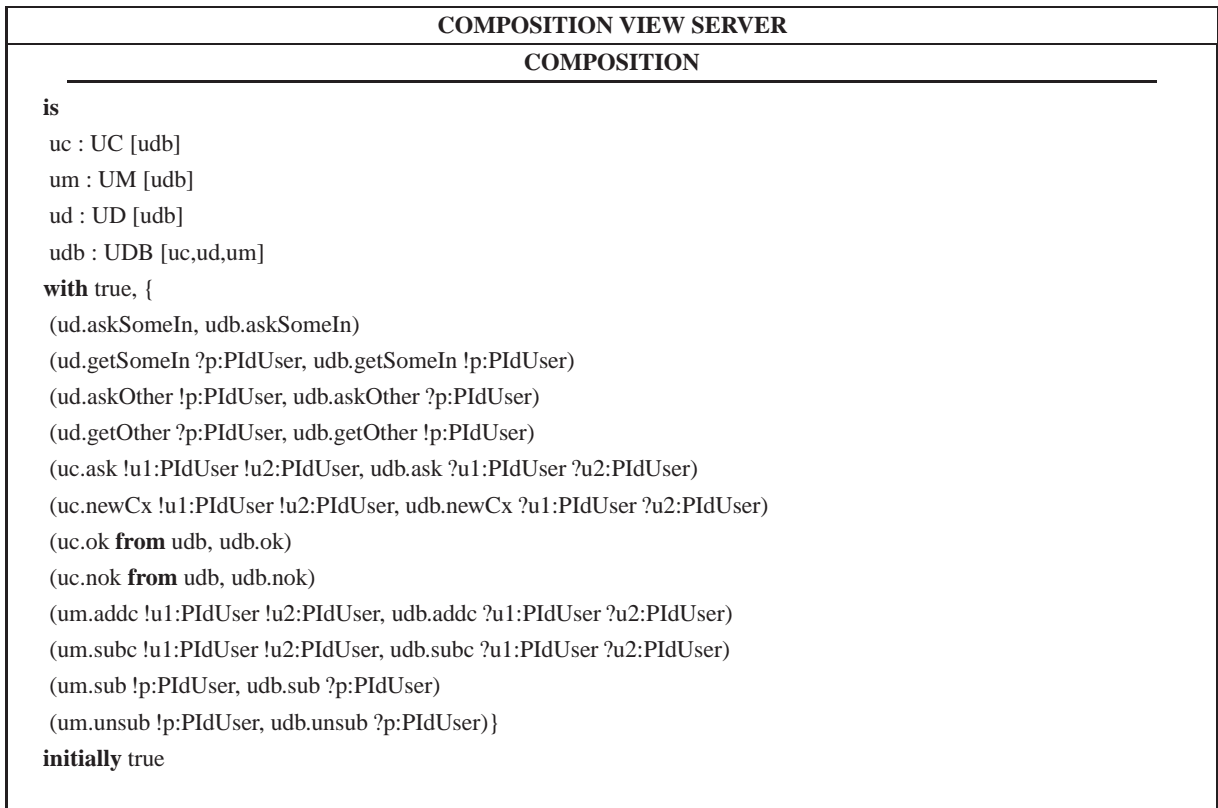 COMPOSITION VIEW SERVER
COMPOSITION
is
uc : UC [udb]
um : UM [udb]
ud : UD [udb]
udb : UDB [uc,ud,um]
with true, {
(ud.askSomeIn, udb.askSomeIn)
(ud.getSomeIn ?p:PIdUser, udb.getSomeIn !p:PIdUser)
(ud.askOther !p:PIdUser, udb.askOther ?p:PIdUser)
(ud.getOther ?p:PIdUser, udb.getOther !p:PIdUser)
(uc.ask !u1:PIdUser !u2:PIdUser, udb.ask ?u1:PIdUser ?u2:PIdUser)
(uc.newCx !u1:PIdUser !u2:PIdUser, udb.newCx ?u1:PIdUser ?u2:PIdUser)
(uc.ok from udb, udb.ok)
(uc.nok from udb, udb.nok)
(um.addc !u1:PIdUser !u2:PIdUser, udb.addc ?u1:PIdUser ?u2:PIdUser)
(um.subc !u1:PIdUser !u2:PIdUser, udb.subc ?u1:PIdUser ?u2:PIdUser)
(um.sub !p:PIdUser, udb.sub ?p:PIdUser)
(um.unsub !p:PIdUser, udb.unsub ?p:PIdUser)}
initially true